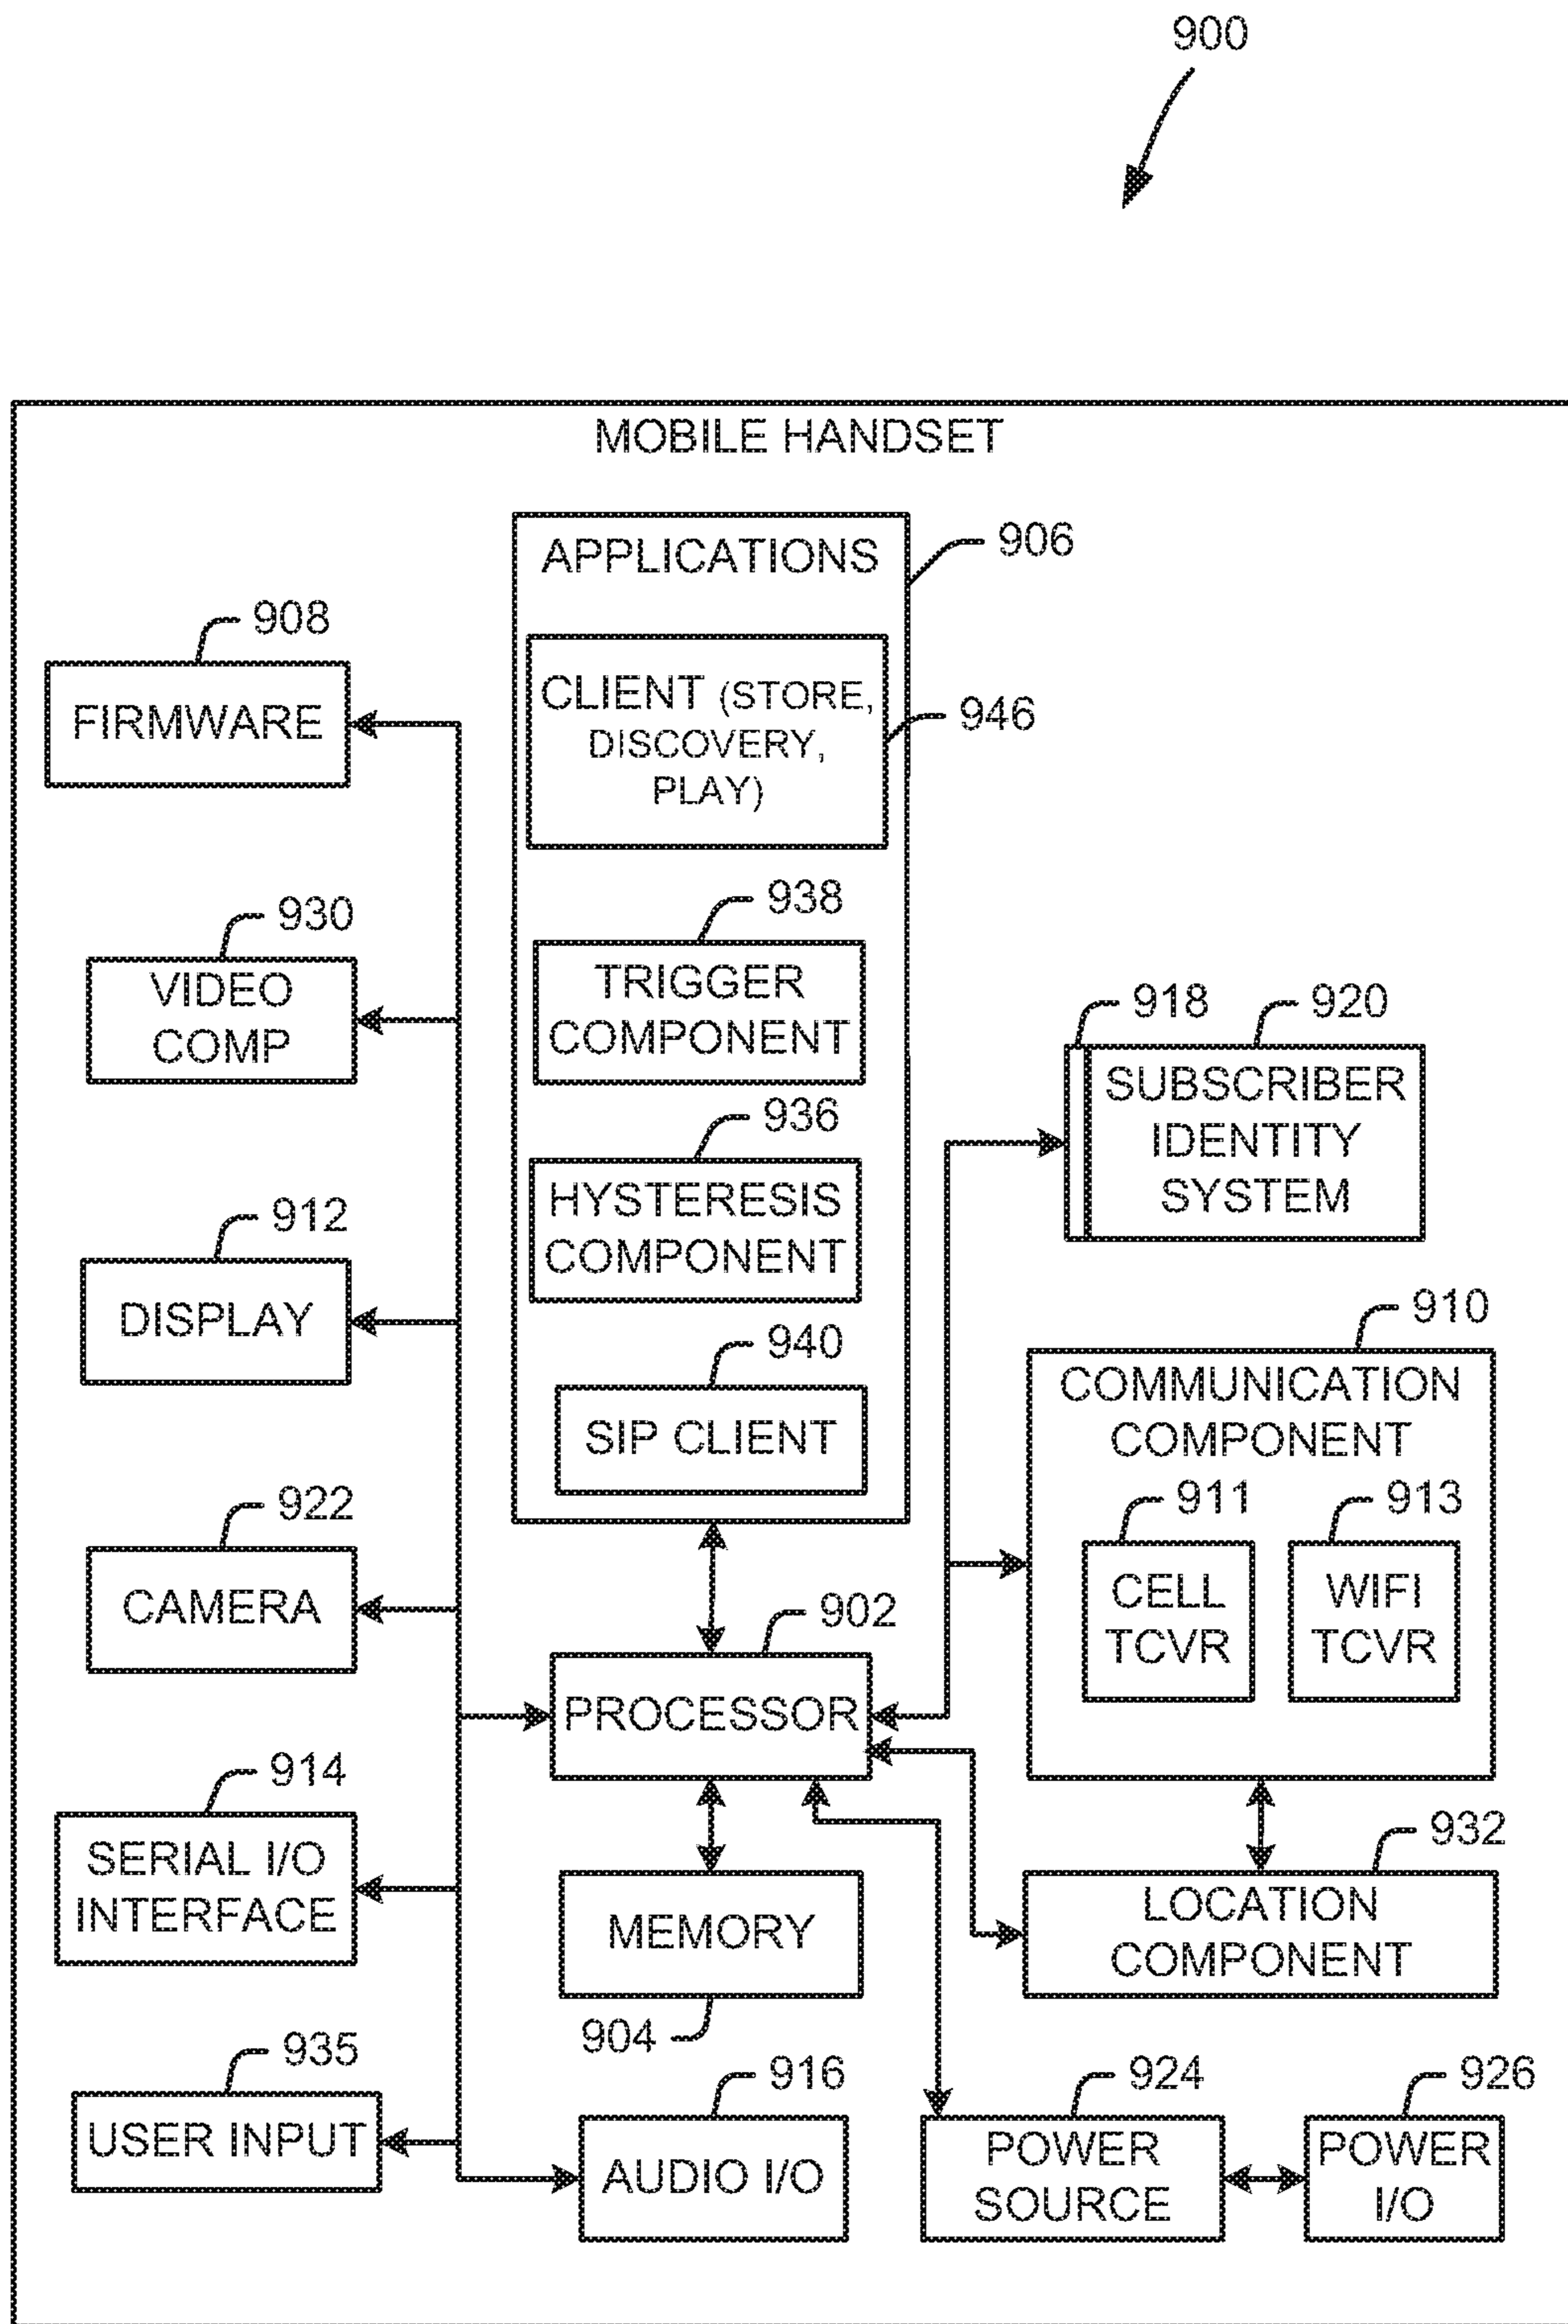 900
MOBILE HANDSET
APPLICATIONS
906
CLIENT (STORE,
DISCOVERY,
PLAY)
946
908
FIRMWARE
938
TRIGGER
COMPONENT
930
VIDEO
COMP
918
920
SUBSCRIBER
IDENTITY
SYSTEM
936
HYSTERESIS
COMPONENT
912
DISPLAY
940
SIP CLIENT
910
COMMUNICATION
COMPONENT
911
CELL
TCVR
913
WIFI
TCVR
922
CAMERA
902
PROCESSOR
914
SERIAL I/O
INTERFACE
MEMORY
904
932
LOCATION
COMPONENT
935
USER INPUT
916
AUDIO I/O
924
POWER
SOURCE
926
POWER
I/O